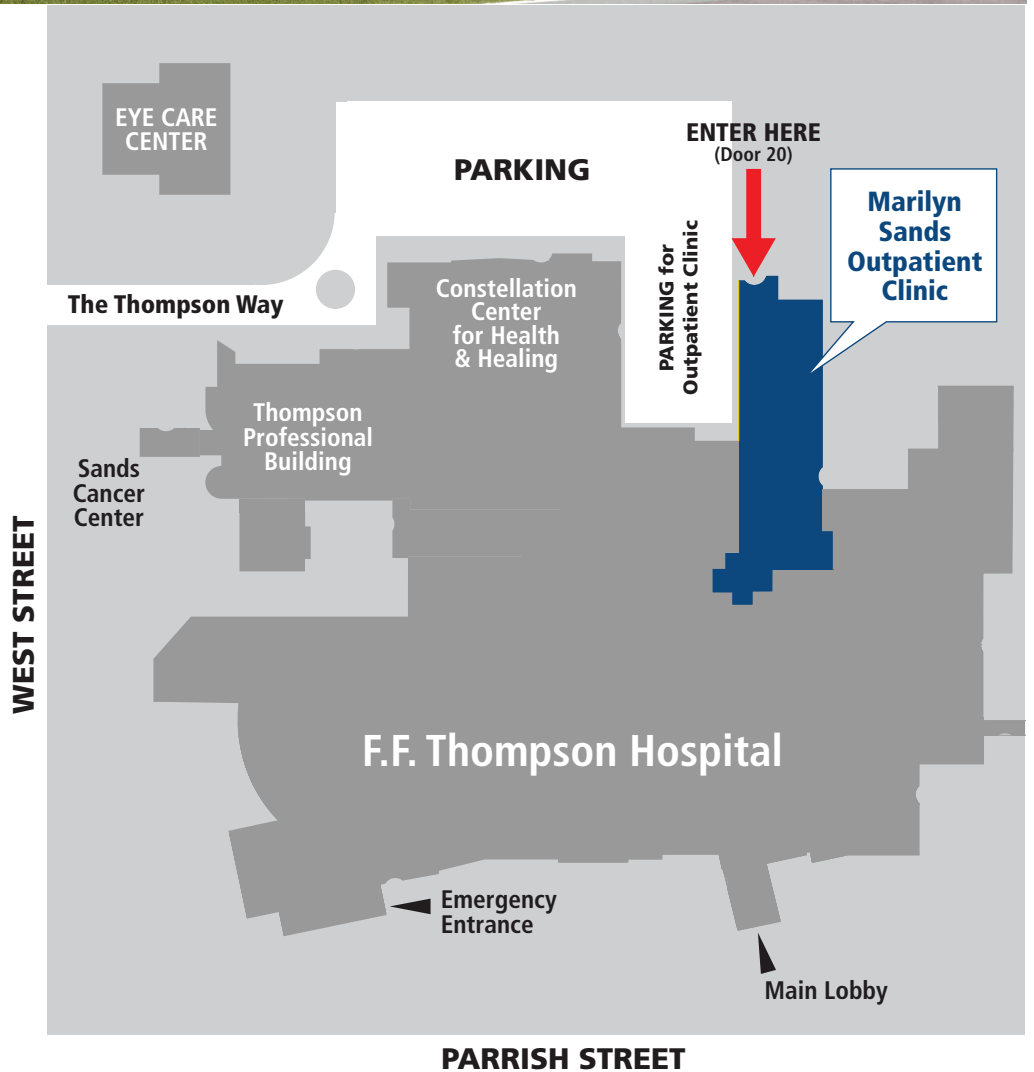 EYE CARE
CENTER
PARKING
ENTER HERE
(Door 20)
Marilyn
Sands
Outpatient
Clinic
PARKING for
Outpatient Clinic
The Thompson Way
Constellation
Center
for Health
& Healing
Thompson
Professional
Building
Sands
Cancer
Center
WEST STREET
F.F. Thompson Hospital
Emergency
Entrance
Main Lobby
PARRISH STREET